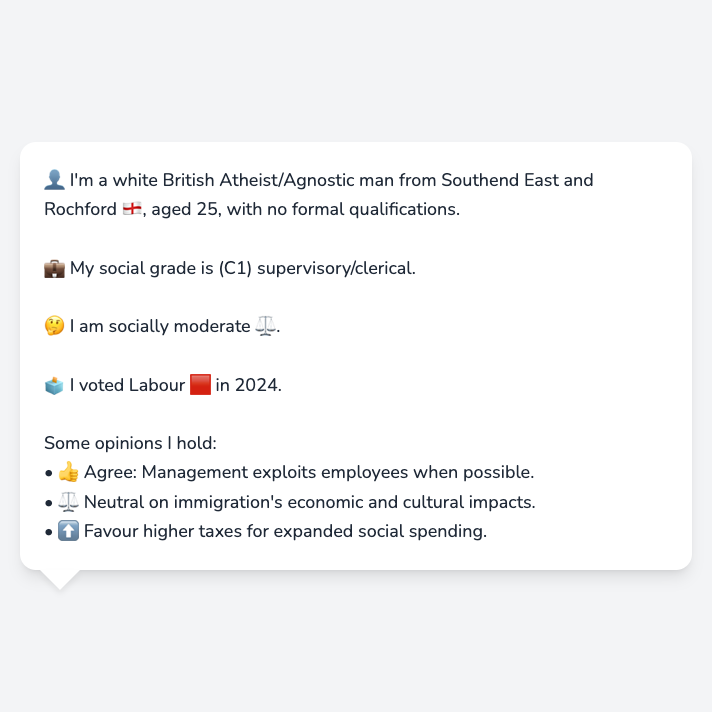 👤 I'm a white British Atheist/Agnostic man from Southend East and
Rochford 🏴󠁧󠁢󠁥󠁮󠁧󠁿, aged 25, with no formal qualifications.
💼 My social grade is (C1) supervisory/clerical.
🤔 I am socially moderate ⚖️.
🗳️ I voted Labour 🟥 in 2024.
Some opinions I hold:
• 👍 Agree: Management exploits employees when possible.
• ⚖️ Neutral on immigration's economic and cultural impacts.
• ⬆️ Favour higher taxes for expanded social spending.